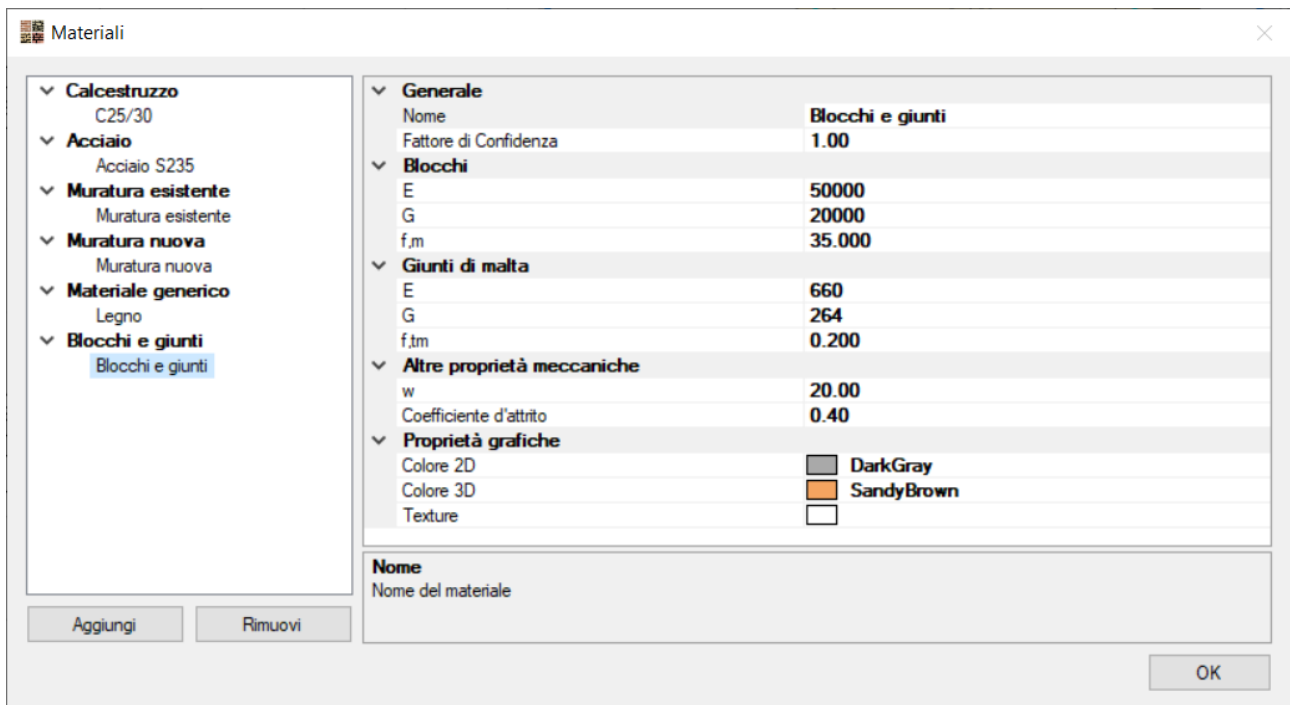 Materiali
Calcestruzzo
C25/30
Acciaio
Acciaio S235
Muratura esistente
Muratura esistente
Muratura nuova
Muratura nuova
Materiale generico
Legno
Blocchi e giunti
Blocchi e giunti
Aggiungi Rimuovi
Generale
Nome Blocchi e giunti
Fattore di Confidenza 1.00
Blocchi
E 50000
G 20000
f,m 35.000
Giunti di malta
E 660
G 264
f,tm 0.200
Altre proprietà meccaniche
w 20.00
Coefficiente d'attrito 0.40
Proprietà grafiche
Colore 2D DarkGray
Colore 3D SandyBrown
Texture
Nome
Nome del materiale
OK